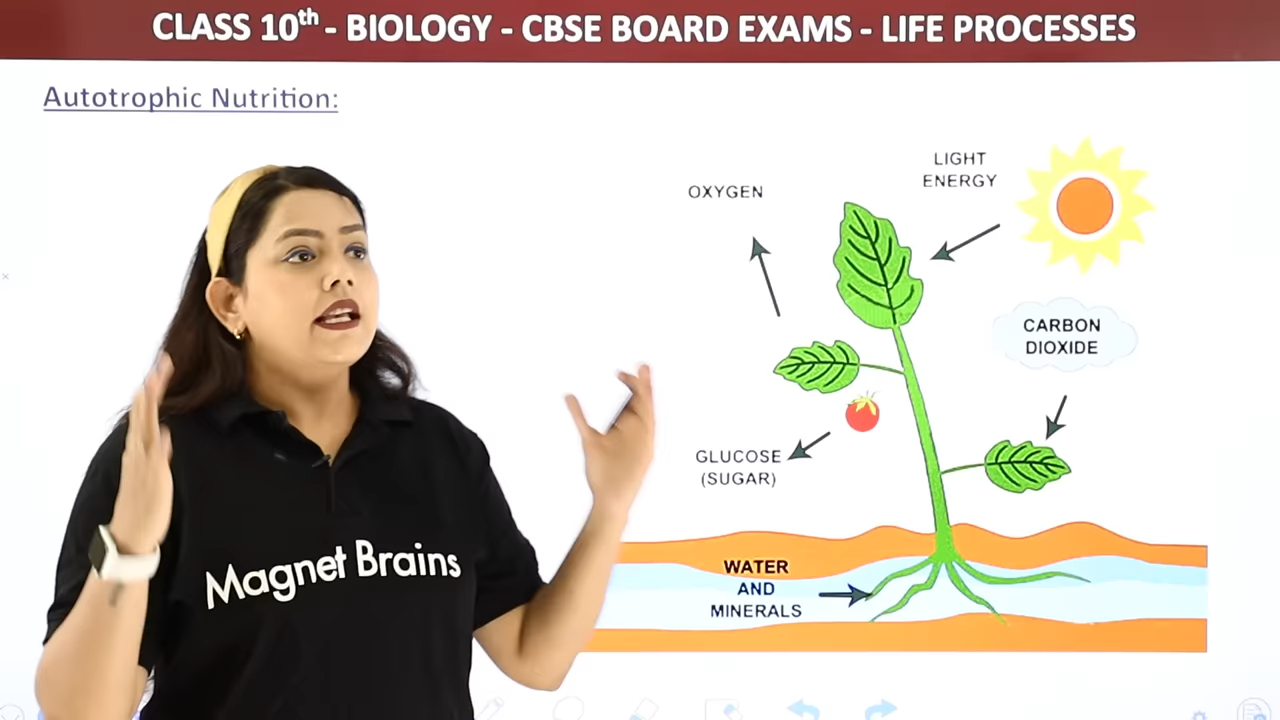 CLASS 10th - BIOLOGY - CBSE BOARD EXAMS - LIFE PROCESSES
Autotrophic Nutrition:
LIGHT
ENERGY
OXYGEN
CARBON
DIOXIDE
GLUCOSE
(SUGAR)
WATER
AND
MINERALS
Magnet Brains